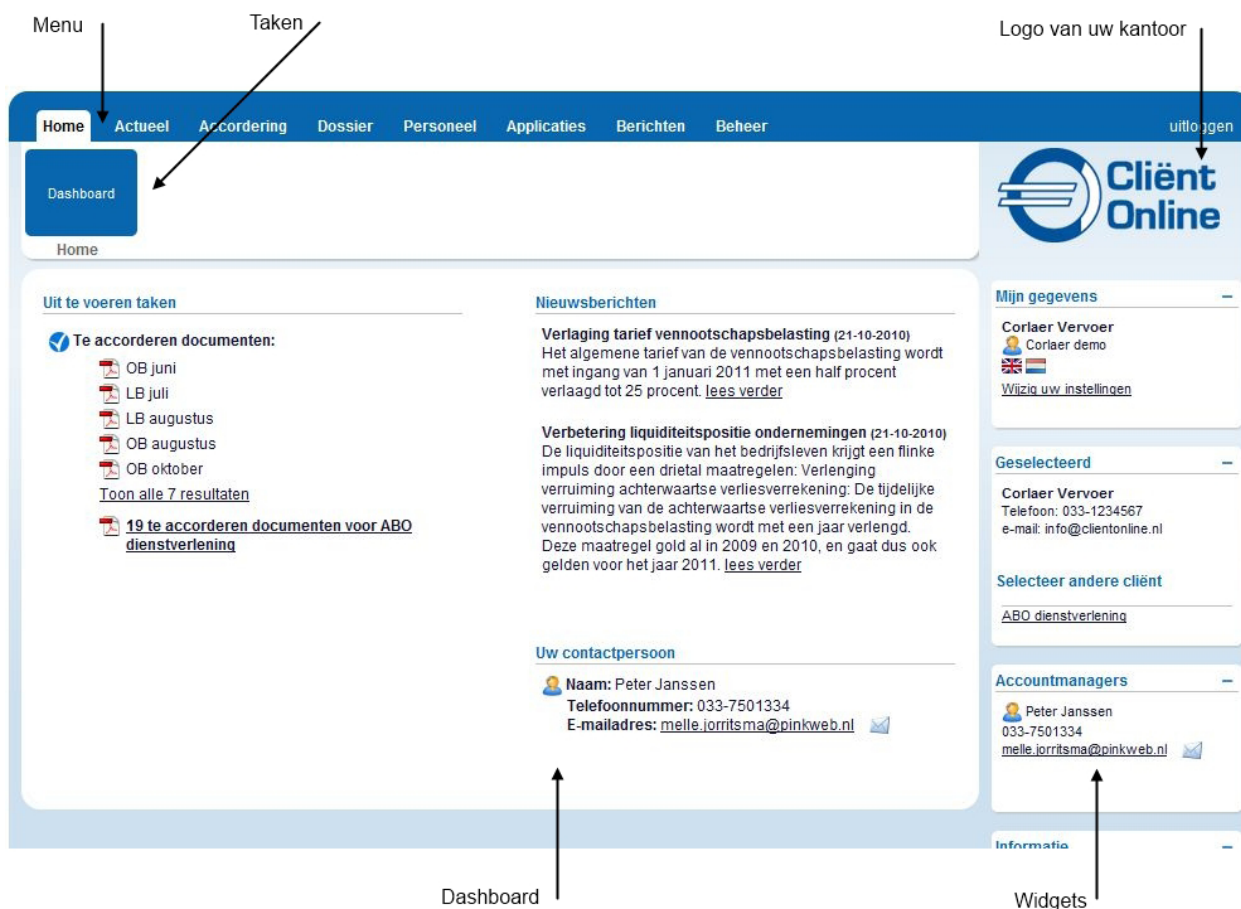 Menu
Taken
Logo van uw kantoor
Home Actueel Accordering Dossier Personeel Applicaties Berichten Beheer uitloggen
Dashboard
Home
Cliënt
Online
Uit te voeren taken
Te accorderen documenten:
OB juni
LB juli
LB augustus
OB augustus
OB oktober
Toon alle 7 resultaten
19 te accorderen documenten voor ABO
dienstverlening
Nieuwsberichten
Verlaging tarief vennootschapsbelasting (21-10-2010)
Het algemene tarief van de vennootschapsbelasting wordt
met ingang van 1 januari 2011 met een half procent
verlaagd tot 25 procent. lees verder
Verbetering liquiditeitspositie ondernemingen (21-10-2010)
De liquiditeitspositie van het bedrijfsleven krijgt een flinke
impuls door een drietal maatregelen: Verlenging
verruiming achterwaartse verliesverrekening: De tijdelijke
verruiming van de achterwaartse verliesverrekening in de
vennootschapsbelasting wordt met een jaar verlengd.
Deze maatregel gold al in 2009 en 2010, en gaat dus ook
gelden voor het jaar 2011. lees verder
Uw contactpersoon
Naam: Peter Janssen
Telefoonnummer: 033-7501334
E-mailadres: melle.jorritsma@pinkweb.nl
Mijn gegevens
Corlaer Vervoer
Corlaer demo
Wijzig uw instellingen
Geselecteerd
Corlaer Vervoer
Telefoon: 033-1234567
e-mail: info@clientonline.nl
Selecteer andere cliënt
ABO dienstverlening
Accountmanagers
Peter Janssen
033-7501334
melle.jorritsma@pinkweb.nl
Informatie
Dashboard
Widgets